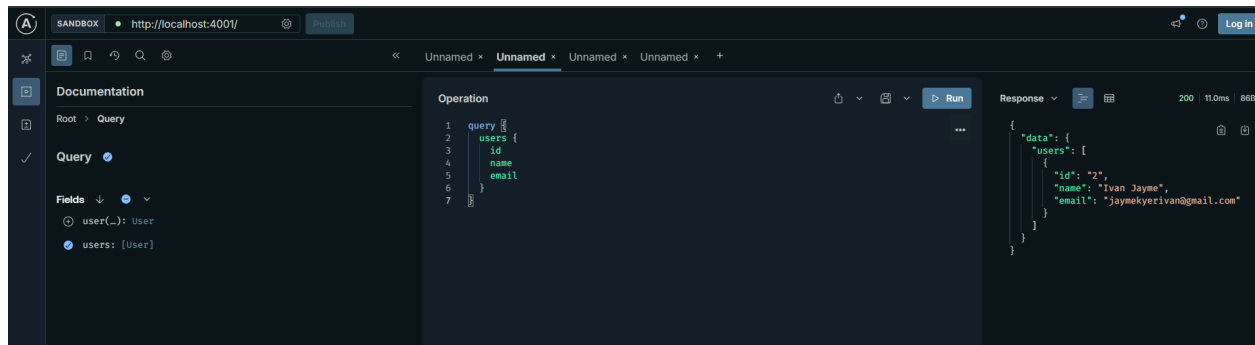 SANDBOX http://localhost:4001/ Publish Log in
Unnamed × Unnamed × Unnamed × Unnamed × +
Documentation
Root > Query
Query
Fields
user(…): User
users: [User]
Operation
Run
1 query {
2 users {
3 id
4 name
5 email
6 }
7 }
Response 200 11.0ms 86B
{
"data": {
"users": [
{
"id": "2",
"name": "Ivan Jayme",
"email": "jaymekyerivan@gmail.com"
}
]
}
}